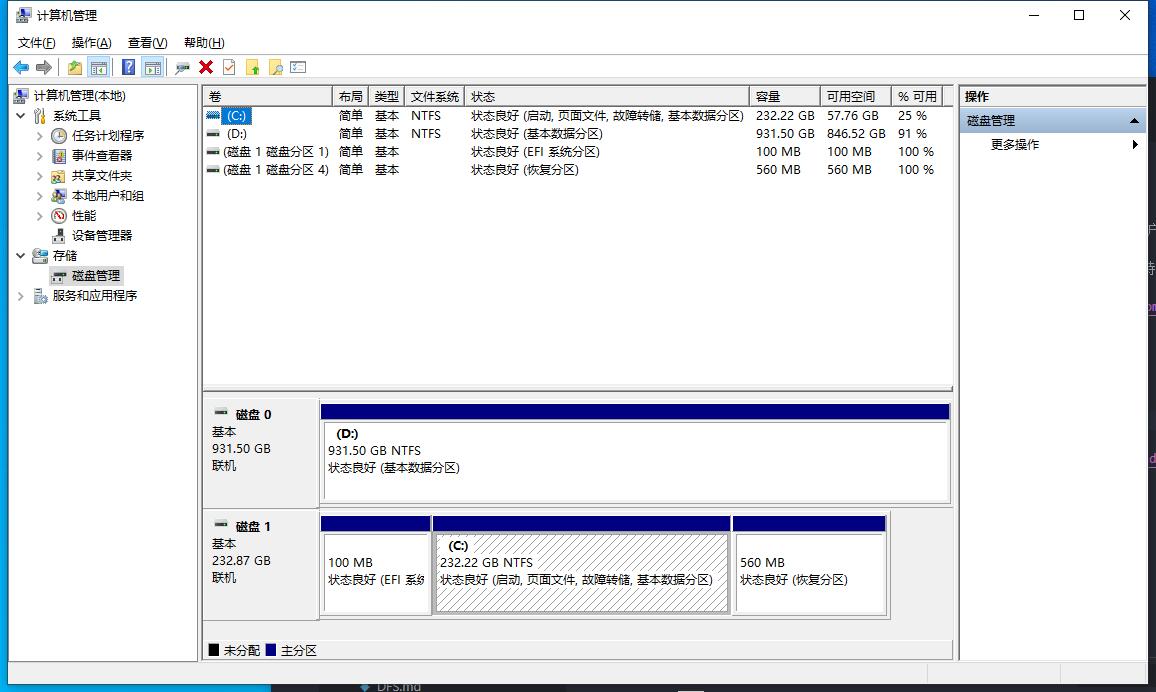 计算机管理
文件(F) 操作(A) 查看(V) 帮助(H)
计算机管理(本地)
系统工具
任务计划程序
事件查看器
共享文件夹
本地用户和组
性能
设备管理器
存储
磁盘管理
服务和应用程序
卷 布局 类型 文件系统 状态 容量 可用空间 % 可用
(C:) 简单 基本 NTFS 状态良好 (启动, 页面文件, 故障转储, 基本数据分区) 232.22 GB 57.76 GB 25 %
(D:) 简单 基本 NTFS 状态良好 (基本数据分区) 931.50 GB 846.52 GB 91 %
(磁盘 1 磁盘分区 1) 简单 基本 状态良好 (EFI 系统分区) 100 MB 100 MB 100 %
(磁盘 1 磁盘分区 4) 简单 基本 状态良好 (恢复分区) 560 MB 560 MB 100 %
磁盘 0
基本
931.50 GB
联机
(D:)
931.50 GB NTFS
状态良好 (基本数据分区)
磁盘 1
基本
232.87 GB
联机
100 MB
状态良好 (EFI 系统
(C:)
232.22 GB NTFS
状态良好 (启动, 页面文件, 故障转储, 基本数据分区)
560 MB
状态良好 (恢复分区)
未分配 主分区
操作
磁盘管理
更多操作
DFS.md